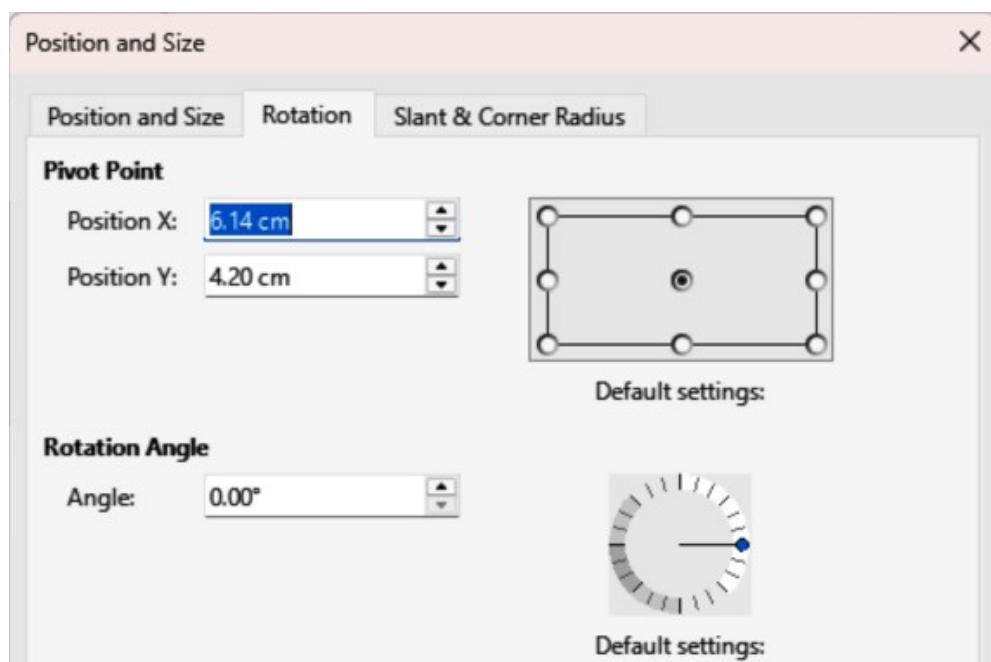 Position and Size
Position and Size Rotation Slant & Corner Radius
Pivot Point
Position X: 6.14 cm
Position Y: 4.20 cm
Default settings:
Rotation Angle
Angle: 0.00°
Default settings: